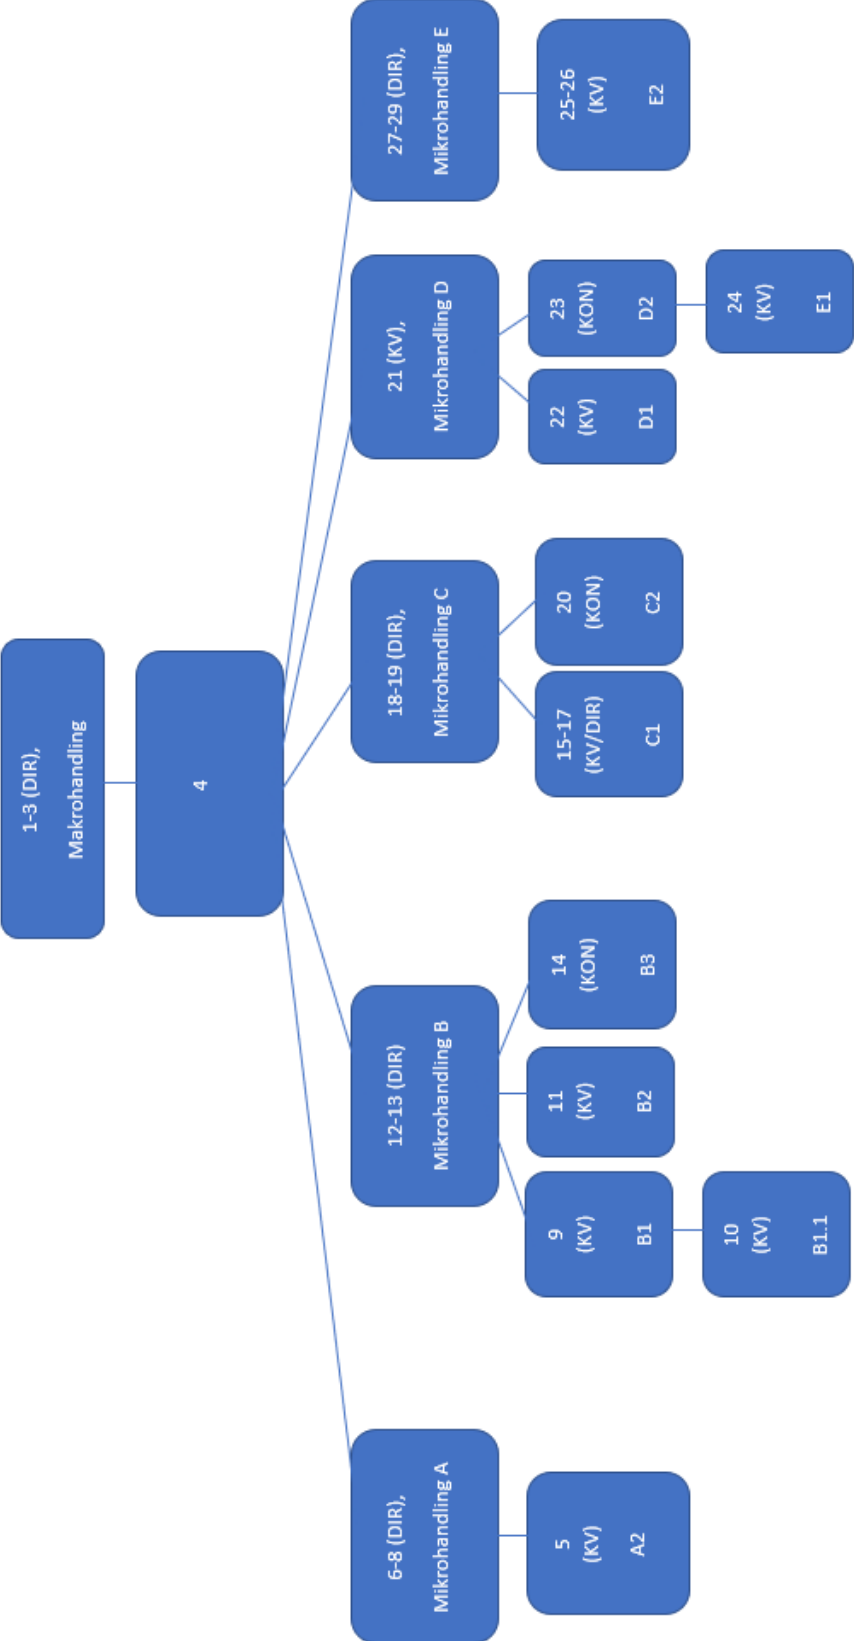 1-3 (DIR),
Makrohandling
4
6-8 (DIR),
Mikrohandling A
12-13 (DIR)
Mikrohandling B
18-19 (DIR),
Mikrohandling C
21 (KV),
Mikrohandling D
27-29 (DIR),
Mikrohandling E
5
(KV)
A2
9
(KV)
B1
11
(KV)
B2
14
(KON)
B3
15-17
(KV/DIR)
C1
20
(KON)
C2
22
(KV)
D1
23
(KON)
D2
25-26
(KV)
E2
10
(KV)
B1.1
24
(KV)
E1